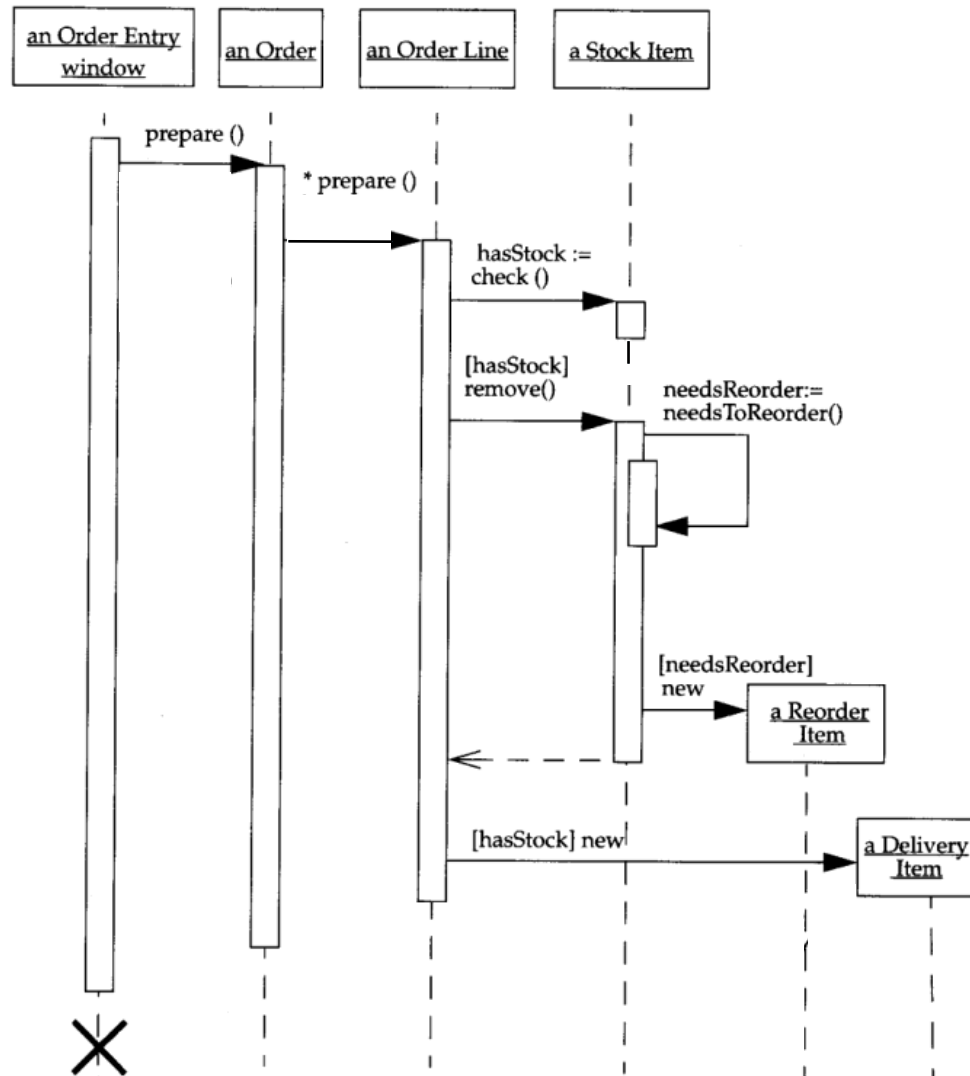 an Order Entry
window
an Order
an Order Line
a Stock Item
prepare ()
* prepare ()
hasStock :=
check ()
[hasStock]
remove()
needsReorder:=
needsToReorder()
[needsReorder]
new
a Reorder
Item
[hasStock] new
a Delivery
Item